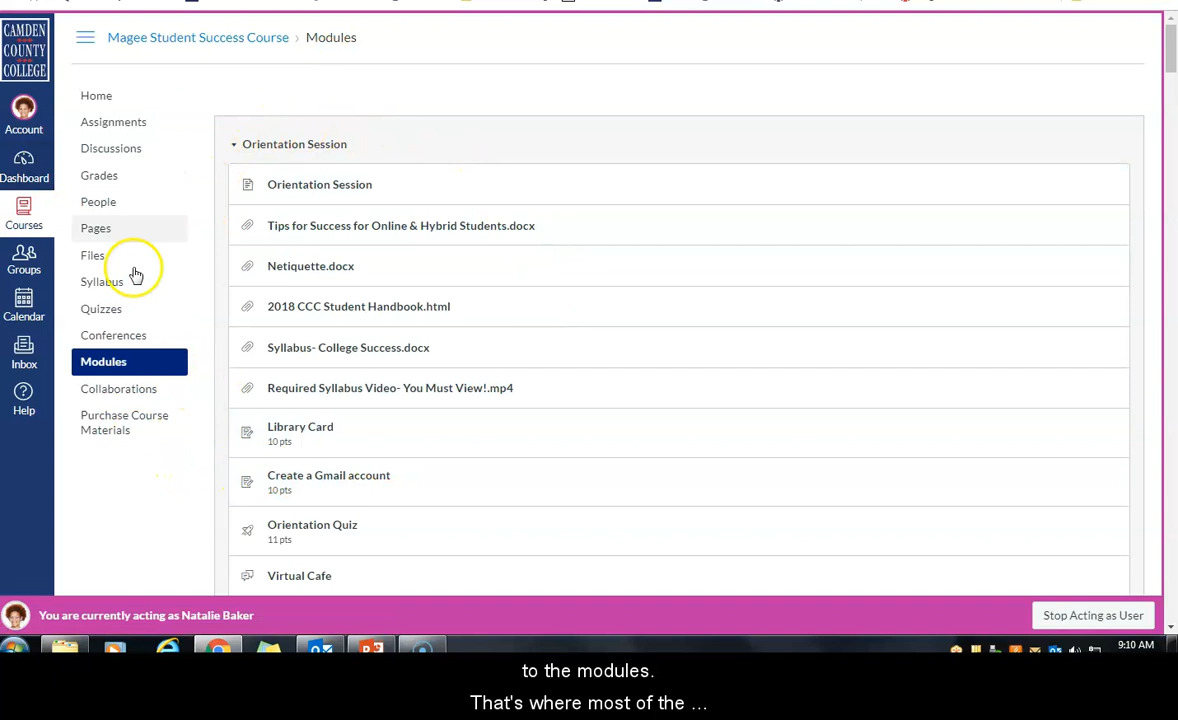 CAMDEN
COUNTY
COLLEGE
Account
Dashboard
Courses
Groups
Calendar
Inbox
Help
Magee Student Success Course › Modules
Home
Assignments
Discussions
Grades
People
Pages
Files
Syllabus
Quizzes
Conferences
Modules
Collaborations
Purchase Course
Materials
Orientation Session
Orientation Session
Tips for Success for Online & Hybrid Students.docx
Netiquette.docx
2018 CCC Student Handbook.html
Syllabus- College Success.docx
Required Syllabus Video- You Must View!.mp4
Library Card
10 pts
Create a Gmail account
10 pts
Orientation Quiz
11 pts
Virtual Cafe
You are currently acting as Natalie Baker
Stop Acting as User
9:10 AM
to the modules.
That's where most of the ...